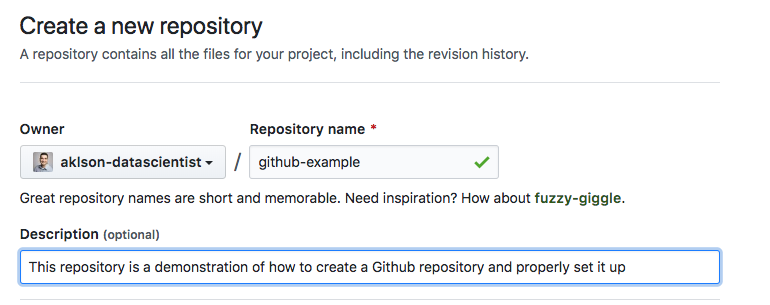 Create a new repository
A repository contains all the files for your project, including the revision history.
Owner
Repository name *
aklson-datascientist / github-example
Great repository names are short and memorable. Need inspiration? How about fuzzy-giggle.
Description (optional)
This repository is a demonstration of how to create a Github repository and properly set it up